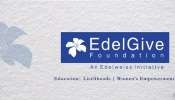 EdelGive
Foundation
An Edelweiss Initiative
Education | Livelihoods | Women's Empowerment